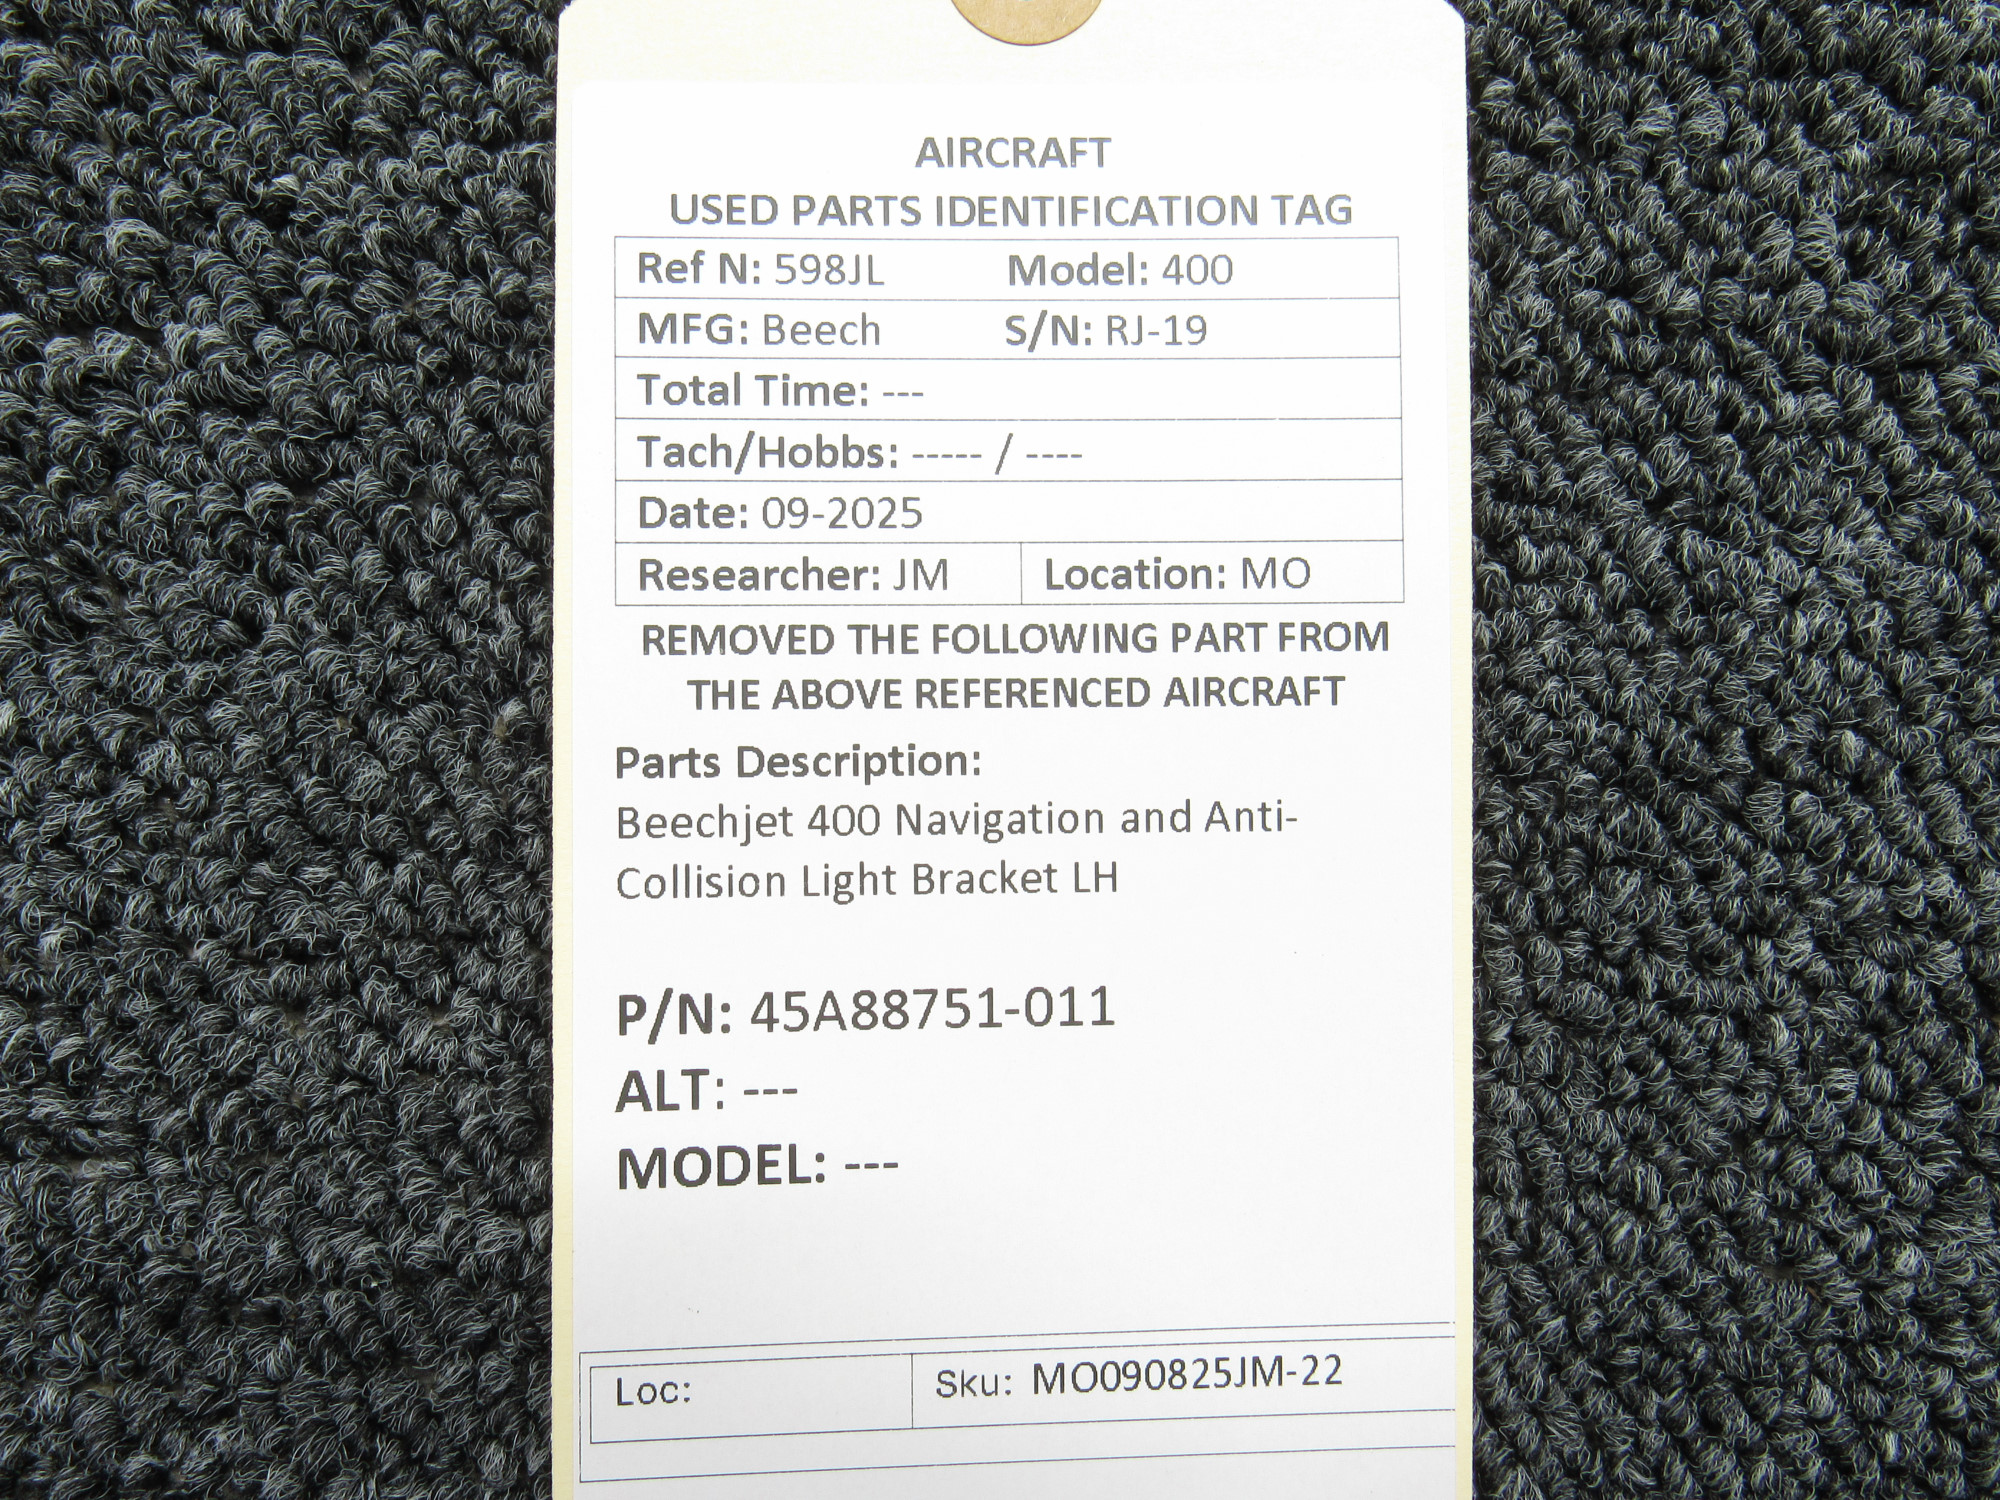 AIRCRAFT
USED PARTS IDENTIFICATION TAG
Ref N: 598JL Model: 400
MFG: Beech S/N: RJ-19
Total Time: ---
Tach/Hobbs: ----- / ----
Date: 09-2025
Researcher: JM Location: MO
REMOVED THE FOLLOWING PART FROM
THE ABOVE REFERENCED AIRCRAFT
Parts Description:
Beechjet 400 Navigation and Anti-
Collision Light Bracket LH
P/N: 45A88751-011
ALT: ---
MODEL: ---
Loc: Sku: MO090825JM-22